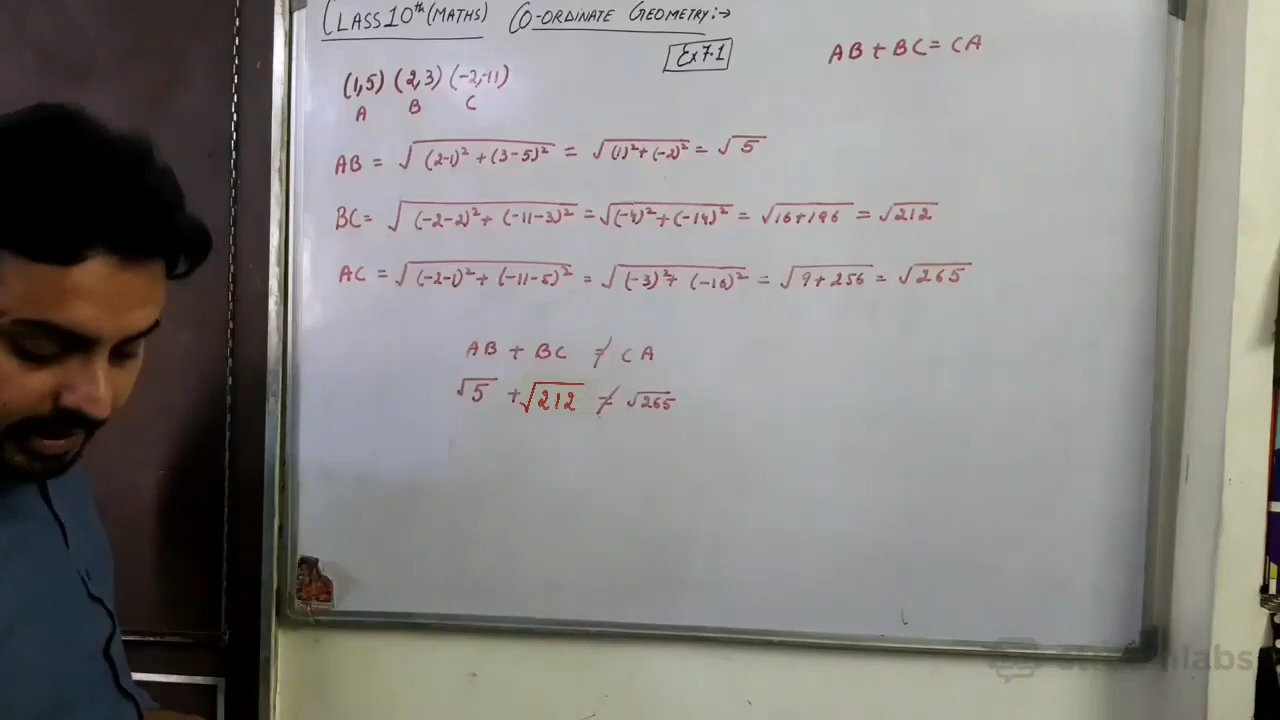 CLASS 10th (MATHS) CO-ORDINATE GEOMETRY:→
Ex 7.1
AB + BC = CA
(1,5) (2,3) (-2,-11)
A B C
AB = √(2-1)² + (3-5)² = √(1)² + (-2)² = √5
BC = √(-2-2)² + (-11-3)² = √(-4)² + (-14)² = √16+196 = √212
AC = √(-2-1)² + (-11-5)² = √(-3)² + (-16)² = √9+256 = √265
AB + BC ≠ CA
√5 + √212 ≠ √265